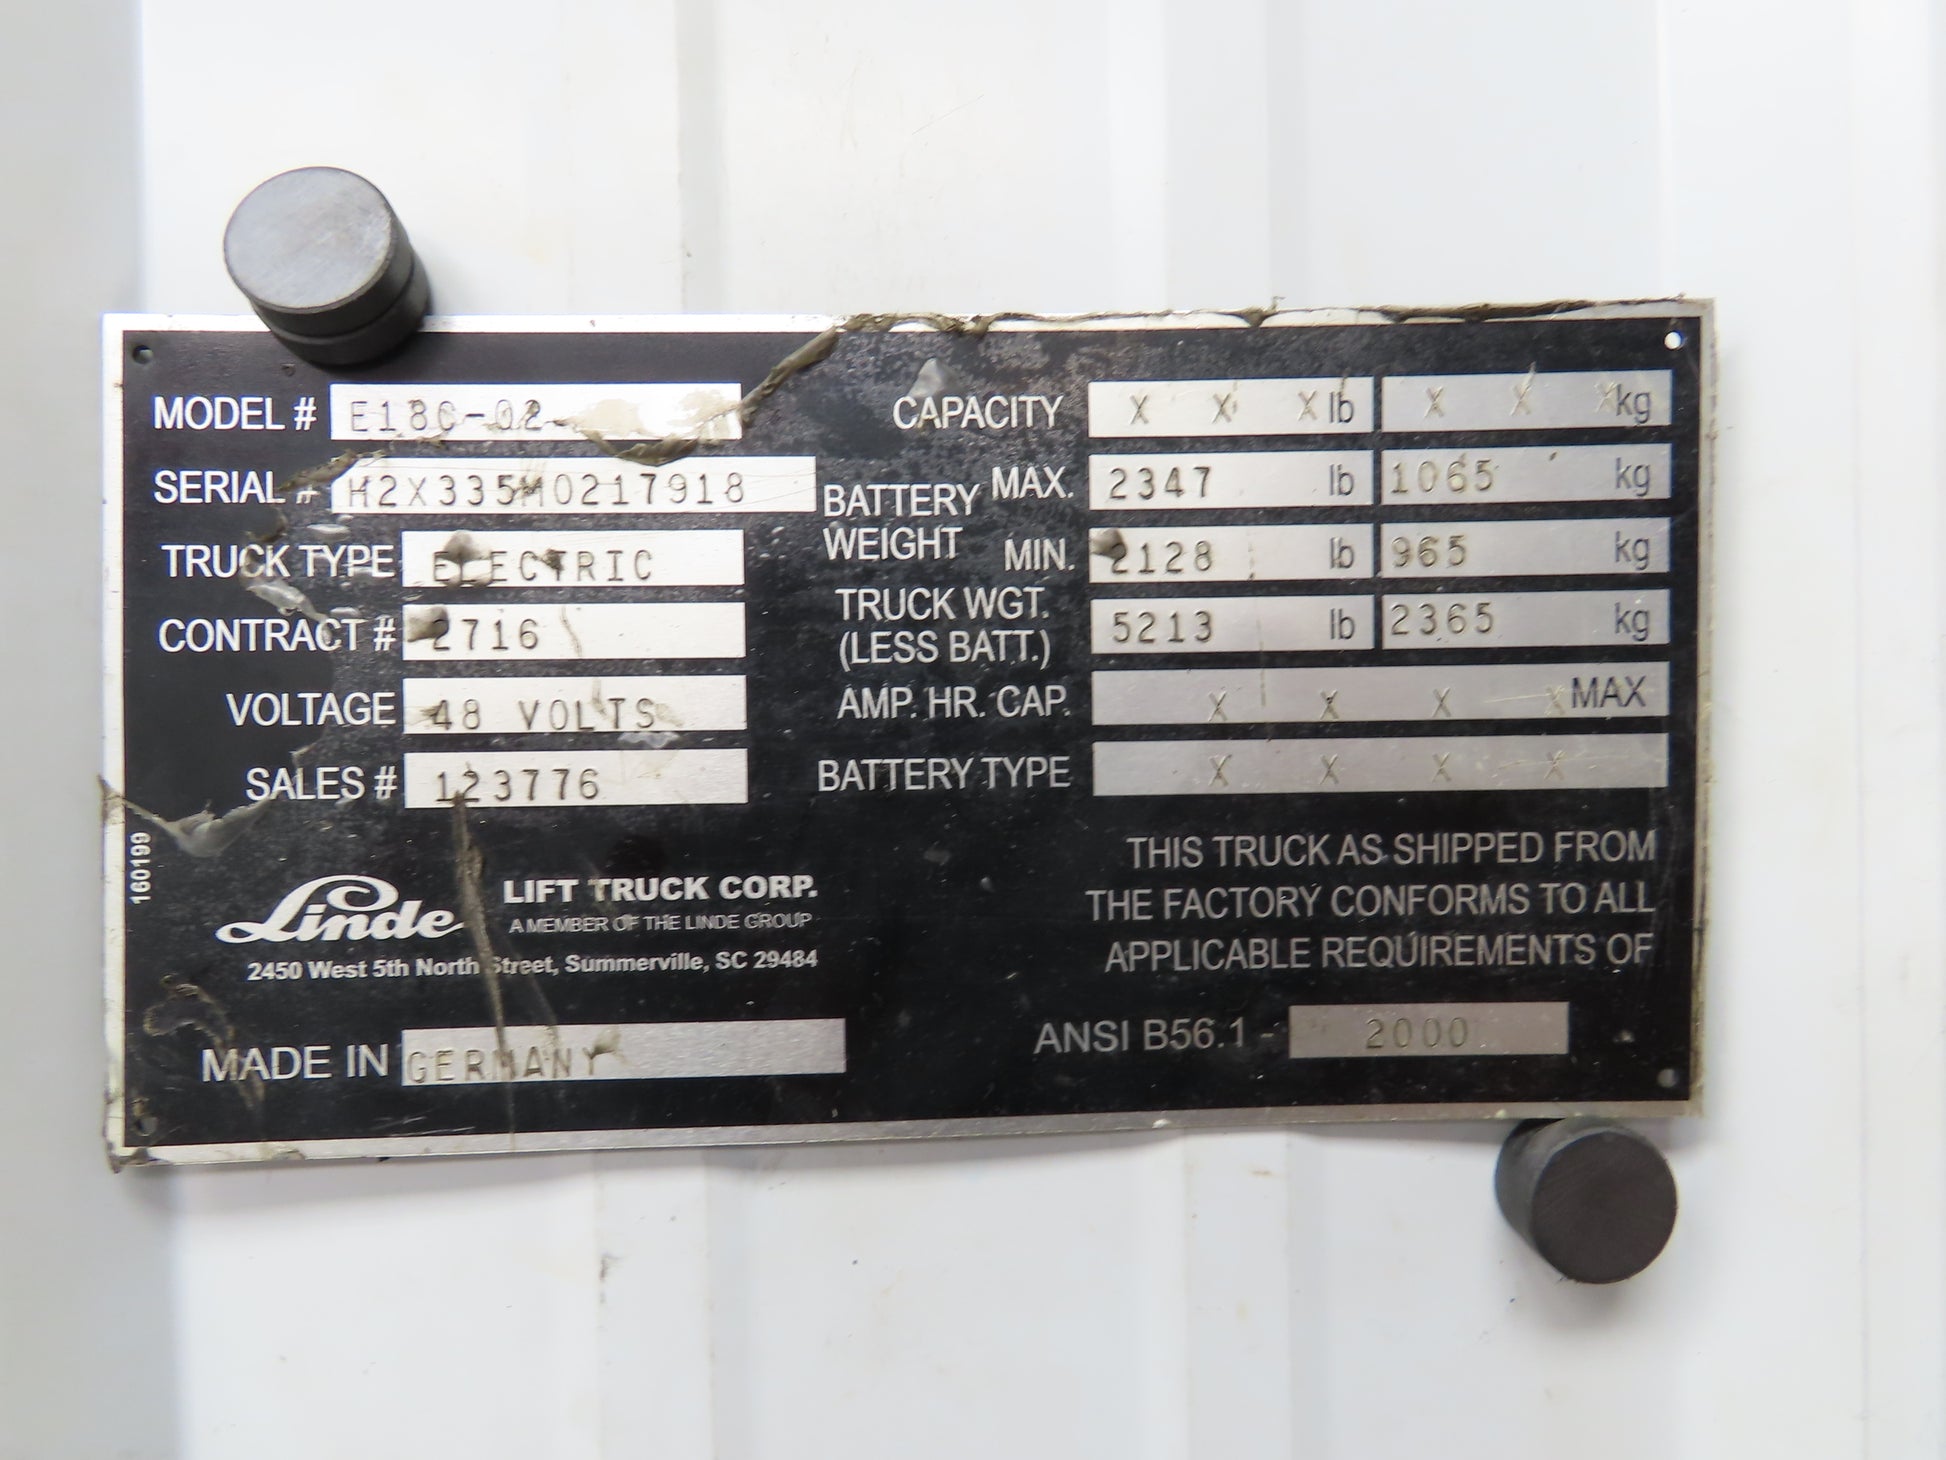 MODEL # E18C-02
SERIAL # H2X335M0217918
TRUCK TYPE ELECTRIC
CONTRACT # 2716
VOLTAGE 48 VOLTS
SALES # 123776
160199
Linde
LIFT TRUCK CORP.
A MEMBER OF THE LINDE GROUP
2450 West 5th North Street, Summerville, SC 29484
MADE IN GERMANY
CAPACITY X X X lb X X X kg
BATTERY WEIGHT MAX. 2347 lb 1065 kg
MIN. 2128 lb 965 kg
TRUCK WGT. (LESS BATT.) 5213 lb 2365 kg
AMP. HR. CAP. X X X X MAX
BATTERY TYPE X X X X
THIS TRUCK AS SHIPPED FROM
THE FACTORY CONFORMS TO ALL
APPLICABLE REQUIREMENTS OF
ANSI B56.1 - 2000